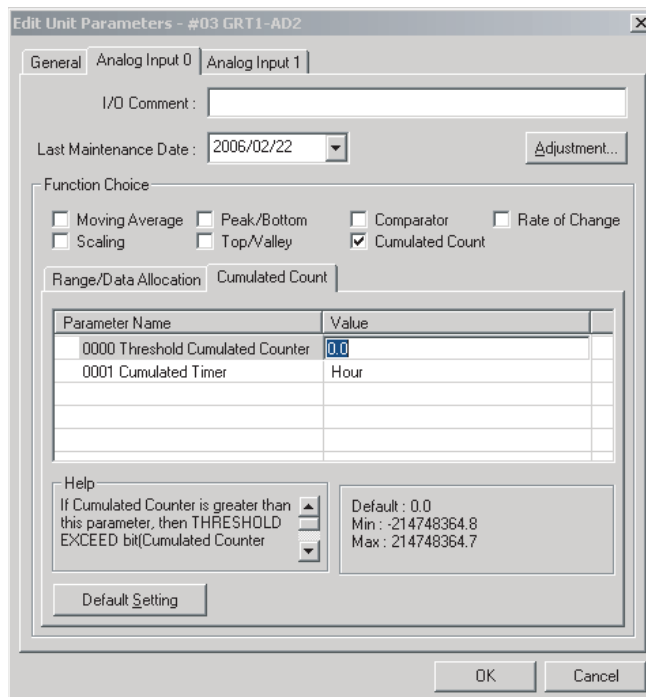 Edit Unit Parameters - #03 GRT1-AD2
General Analog Input 0 Analog Input 1
I/O Comment :
Last Maintenance Date : 2006/02/22 Adjustment...
Function Choice
Moving Average Peak/Bottom Comparator Rate of Change
Scaling Top/Valley Cumulated Count
Range/Data Allocation Cumulated Count
Parameter Name Value
0000 Threshold Cumulated Counter 0.0
0001 Cumulated Timer Hour
Help
If Cumulated Counter is greater than
this parameter, then THRESHOLD
EXCEED bit(Cumulated Counter
Default : 0.0
Min : -214748364.8
Max : 214748364.7
Default Setting
OK Cancel